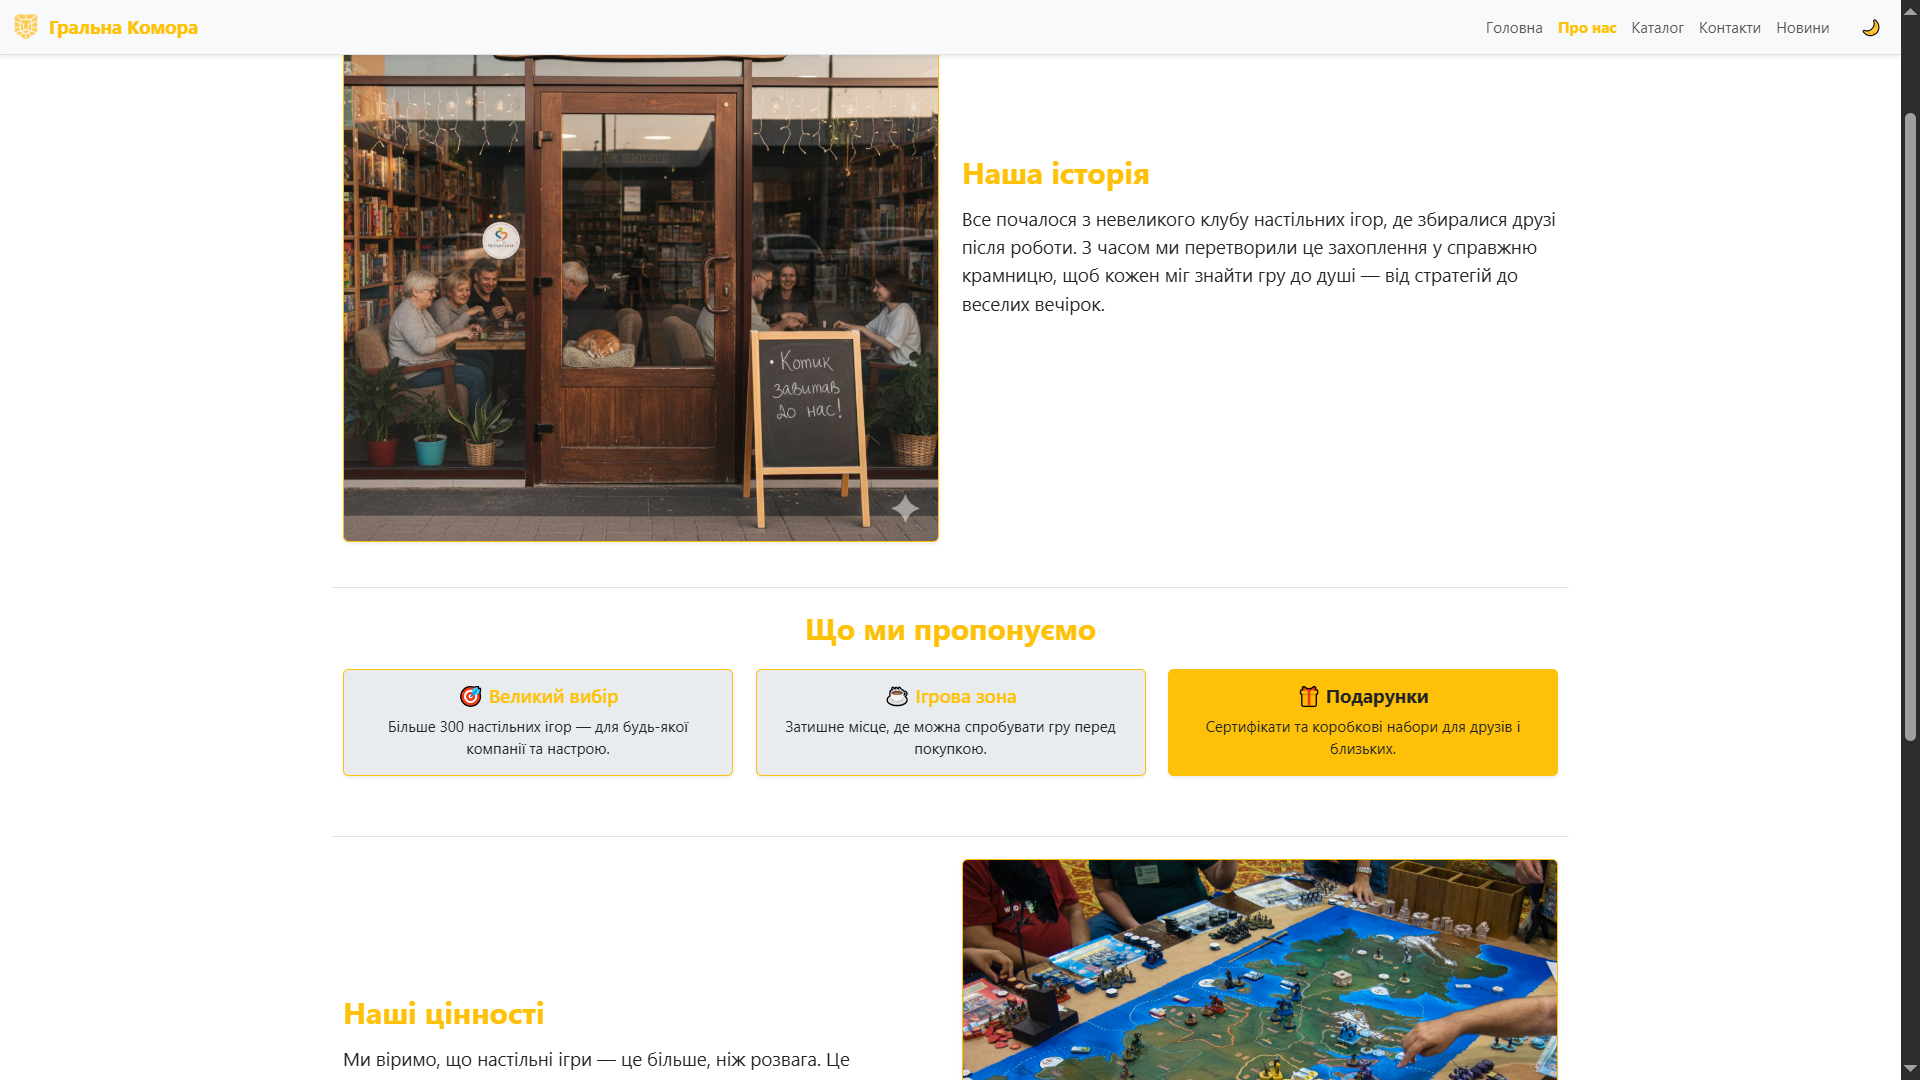 Гральна Комора
Головна Про нас Каталог Контакти Новини
Наша історія
Все почалося з невеликого клубу настільних ігор, де збиралися друзі
після роботи. З часом ми перетворили це захоплення у справжню
крамницю, щоб кожен міг знайти гру до душі — від стратегій до
веселих вечірок.
• Котик
завитав
до нас!
Що ми пропонуємо
Великий вибір
Більше 300 настільних ігор — для будь-якої
компанії та настрою.
Ігрова зона
Затишне місце, де можна спробувати гру перед
покупкою.
Подарунки
Сертифікати та коробкові набори для друзів і
близьких.
Наші цінності
Ми віримо, що настільні ігри — це більше, ніж розвага. Це